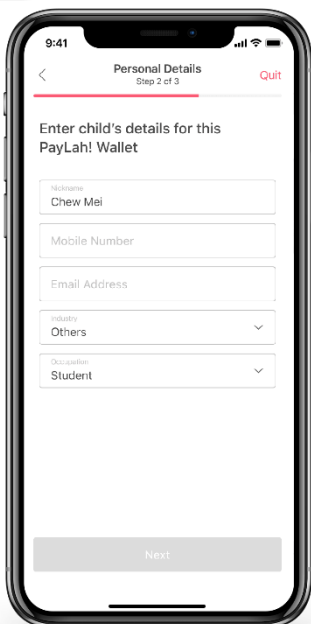 9:41
Personal Details
Step 2 of 3
Quit
Enter child's details for this
PayLah! Wallet
Nickname
Chew Mei
Mobile Number
Email Address
Industry
Others
Occupation
Student
Next